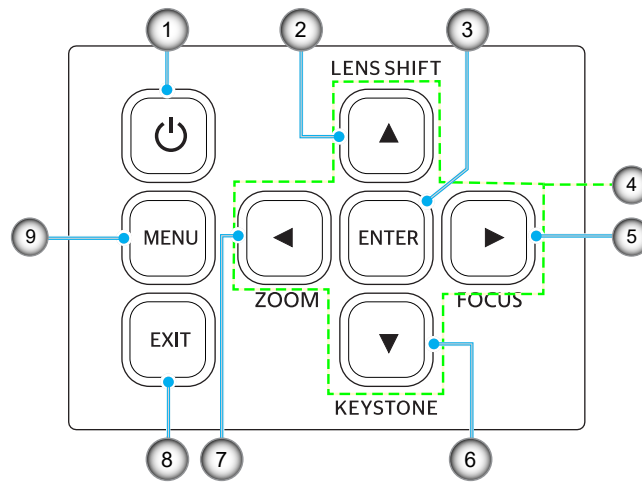 1
2
3
LENS SHIFT
4
9
MENU
ENTER
5
ZOOM
FOCUS
EXIT
KEYSTONE
8
7
6